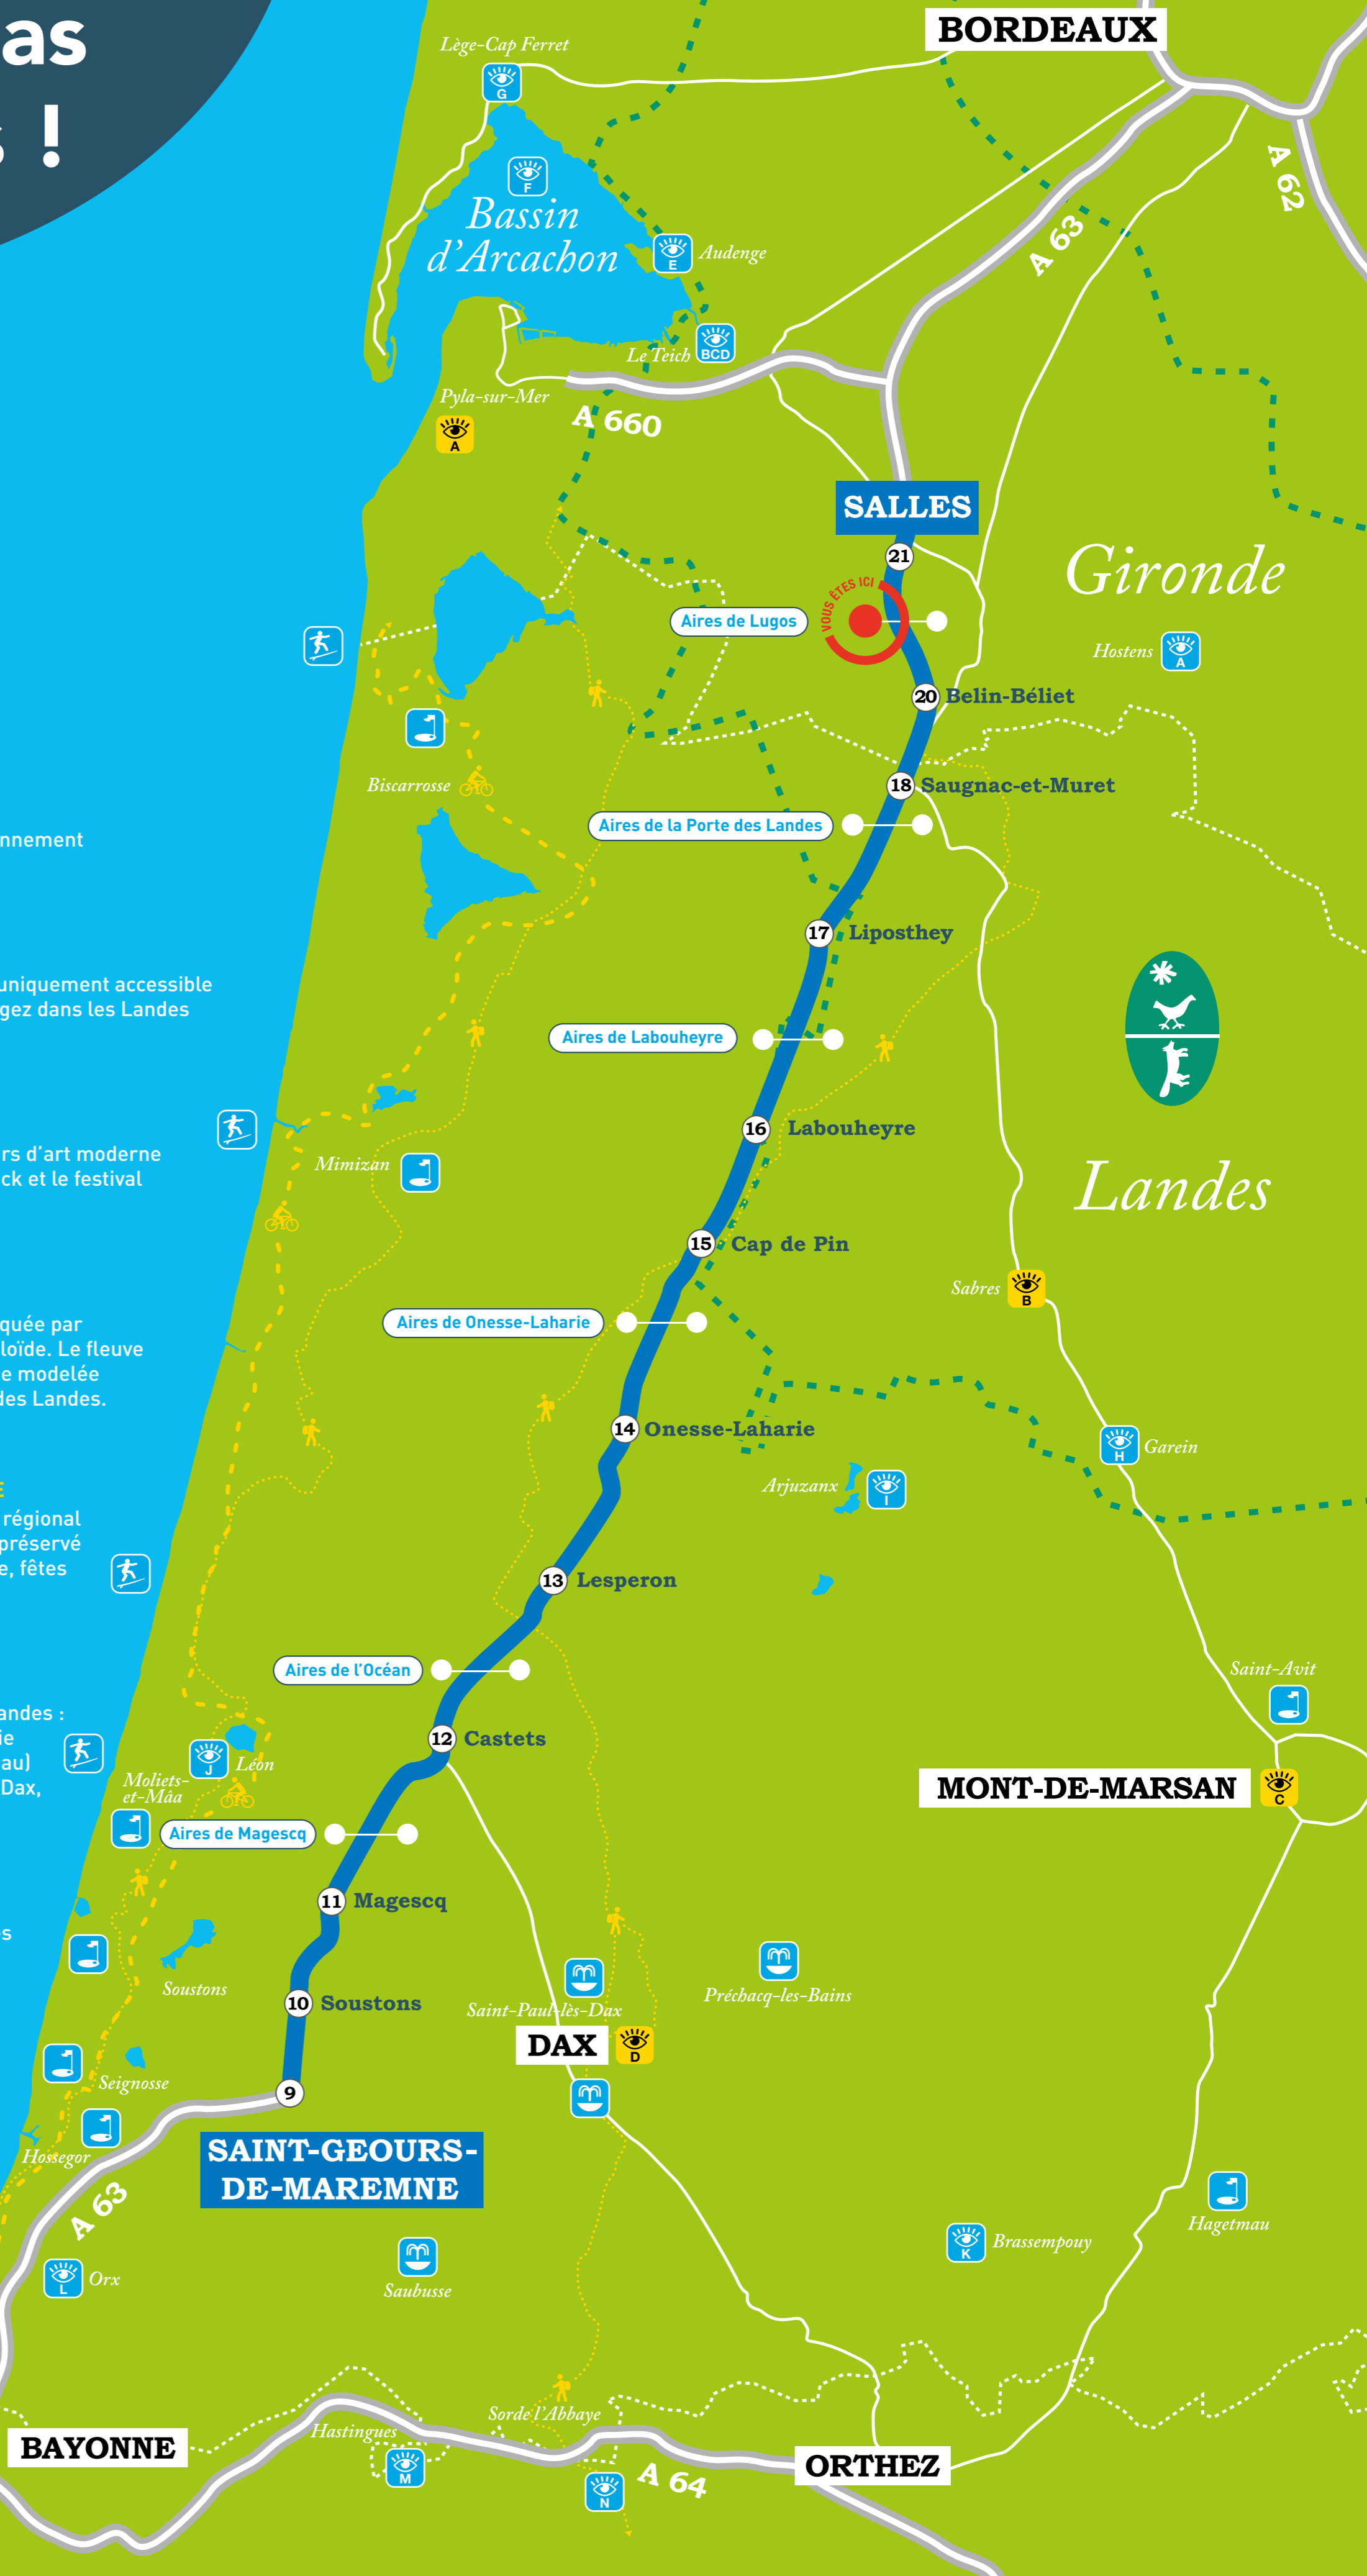 as
s !
BORDEAUX
Lège-Cap Ferret
G
F
Bassin
d'Arcachon
E
Audenge
A 62
A 63
Le Teich
BCD
Pyla-sur-Mer
A
A 660
SALLES
21
Gironde
VOUS ÊTES ICI
Aires de Lugos
Hostens
A
20
Belin-Béliet
Biscarrosse
18
Saugnac-et-Muret
Aires de la Porte des Landes
nnement
17
Liposthey
uniquement accessible
gez dans les Landes
Aires de Labouheyre
16
Labouheyre
rs d'art moderne
ck et le festival
Mimizan
Landes
15
Cap de Pin
Sabres
B
Aires de Onesse-Laharie
quée par
loïde. Le fleuve
e modelée
des Landes.
14
Onesse-Laharie
H
Garein
Arjuzanx
I
E
régional
préservé
e, fêtes
13
Lesperon
Aires de l'Océan
Saint-Avit
andes :
ie
au)
Dax,
12
Castets
J
Léon
Moliets-
et-Mâa
MONT-DE-MARSAN
C
Aires de Magescq
11
Magescq
s
Soustons
10
Soustons
Saint-Paul-lès-Dax
Préchacq-les-Bains
DAX
D
Seignosse
9
Hossegor
SAINT-GEOURS-
DE-MAREMNE
A 63
Hagetmau
K
Brassempouy
L
Orx
Saubusse
Sorde l'Abbaye
Hastingues
BAYONNE
M
ORTHEZ
A 64
N